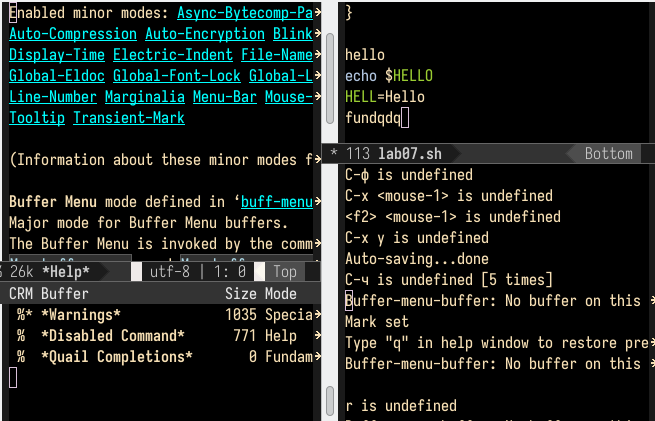 Enabled minor modes: Async-Bytecomp-Pa
Auto-Compression Auto-Encryption Blink
Display-Time Electric-Indent File-Name
Global-Eldoc Global-Font-Lock Global-L
Line-Number Marginalia Menu-Bar Mouse-
Tooltip Transient-Mark
(Information about these minor modes f
Buffer Menu mode defined in ‘buff-menu
Major mode for Buffer Menu buffers.
The Buffer Menu is invoked by the comm
% 26k *Help* utf-8 | 1: 0 Top
CRM Buffer Size Mode
%* *Warnings* 1035 Specia
% *Disabled Command* 771 Help
% *Quail Completions* 0 Fundam
}
hello
echo $HELLO
HELL=Hello
fundqdq
* 113 lab07.sh Bottom
C-ф is undefined
C-x <mouse-1> is undefined
<f2> <mouse-1> is undefined
C-x y is undefined
Auto-saving...done
C-ч is undefined [5 times]
Buffer-menu-buffer: No buffer on this
Mark set
Type "q" in help window to restore pre
Buffer-menu-buffer: No buffer on this
r is undefined